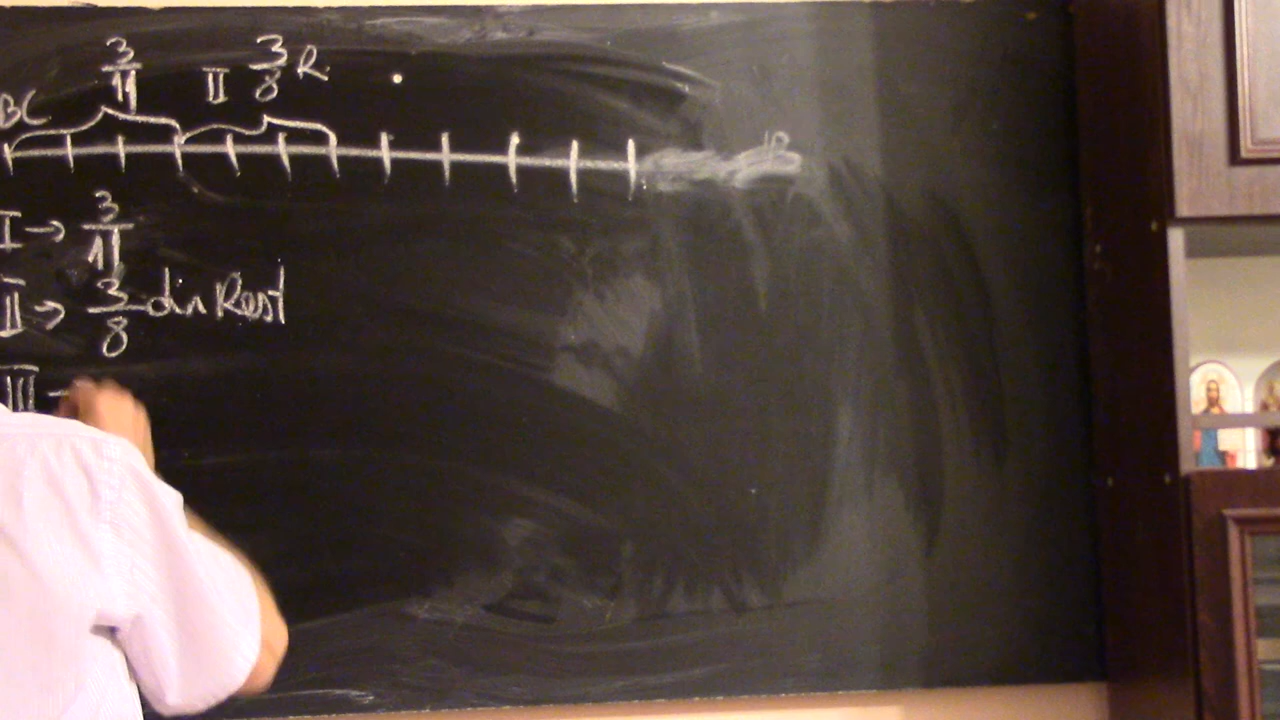 3/11 II 3/8 R.
BC
I → 3/11
II → 3/8 din Rest
III →